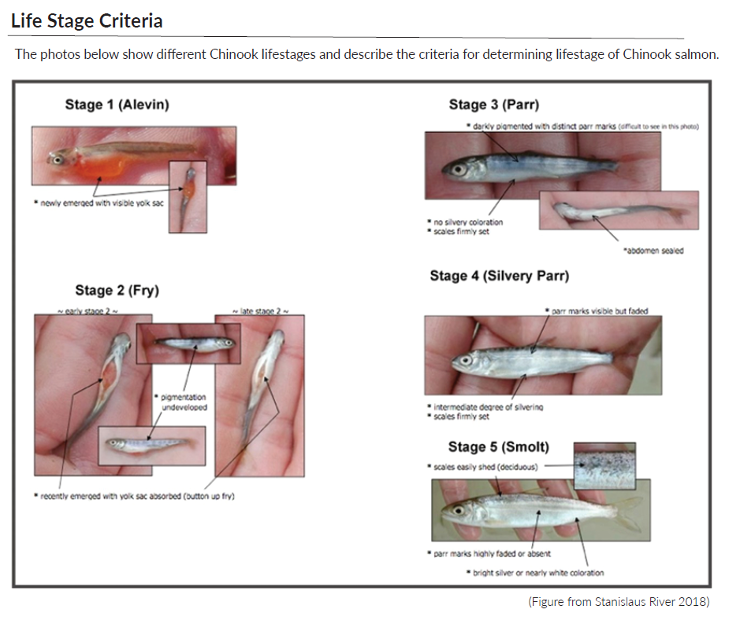 Life Stage Criteria
The photos below show different Chinook lifestages and describe the criteria for determining lifestage of Chinook salmon.
Stage 1 (Alevin)
* newly emerged with visible yolk sac
Stage 2 (Fry)
~ early stage 2 ~
~ late stage 2 ~
* pigmentation
undeveloped
* recently emerged with yolk sac absorbed (button up fry)
Stage 3 (Parr)
* darkly pigmented with distinct parr marks (difficult to see in this photo)
* no silvery coloration
* scales firmly set
*abdomen sealed
Stage 4 (Silvery Parr)
* parr marks visible but faded
* intermediate degree of silvering
* scales firmly set
Stage 5 (Smolt)
* scales easily shed (deciduous)
* parr marks highly faded or absent
* bright silver or nearly white coloration
(Figure from Stanislaus River 2018)